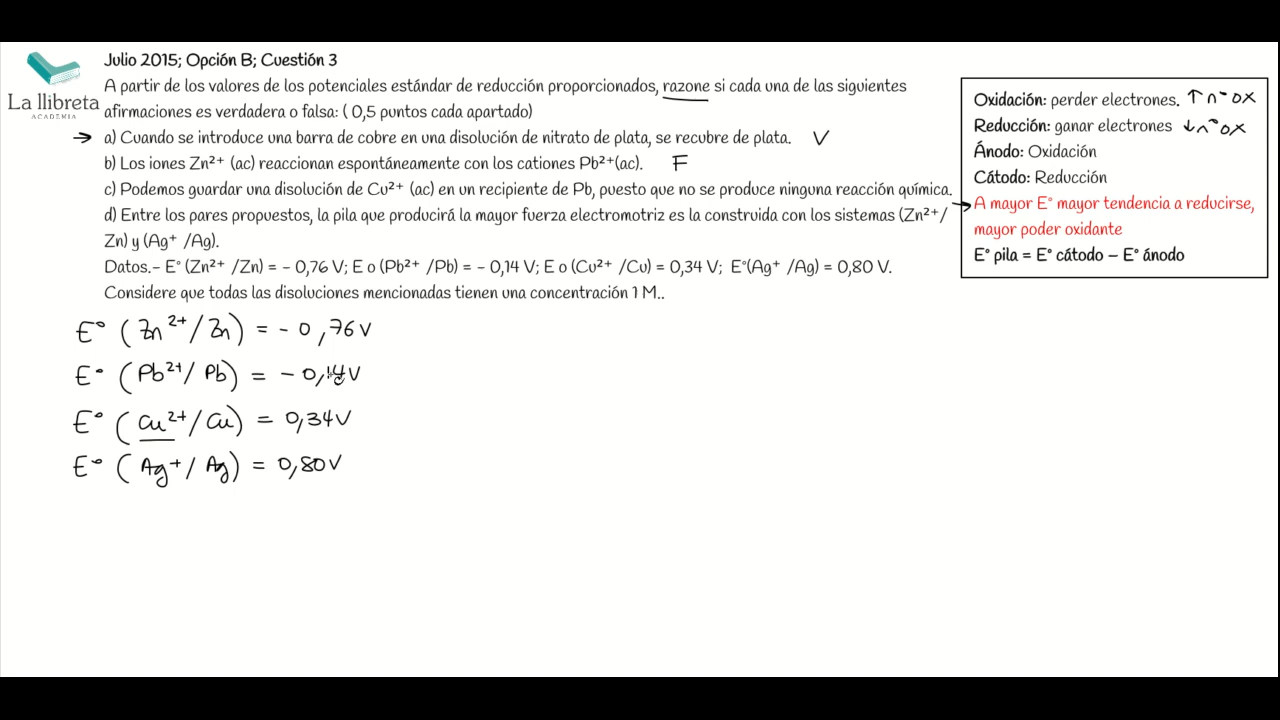 Julio 2015; Opción B; Cuestión 3
A partir de los valores de los potenciales estándar de reducción proporcionados, razone si cada una de las siguientes
afirmaciones es verdadera o falsa: ( 0,5 puntos cada apartado)
→ a) Cuando se introduce una barra de cobre en una disolución de nitrato de plata, se recubre de plata. V
b) Los iones Zn²⁺ (ac) reaccionan espontáneamente con los cationes Pb²⁺(ac). F
c) Podemos guardar una disolución de Cu²⁺ (ac) en un recipiente de Pb, puesto que no se produce ninguna reacción química.
d) Entre los pares propuestos, la pila que producirá la mayor fuerza electromotriz es la construida con los sistemas (Zn²⁺/
Zn) y (Ag⁺ /Ag).
Datos.- E° (Zn²⁺ /Zn) = - 0,76 V; E o (Pb²⁺ /Pb) = - 0,14 V; E o (Cu²⁺ /Cu) = 0,34 V; E°(Ag⁺ /Ag) = 0,80 V.
Considere que todas las disoluciones mencionadas tienen una concentración 1 M..
La llibreta
ACADEMIA
Oxidación: perder electrones. ↑ nº ox
Reducción: ganar electrones ↓ nº ox
Ánodo: Oxidación
Cátodo: Reducción
→ A mayor E° mayor tendencia a reducirse,
mayor poder oxidante
E° pila = E° cátodo – E° ánodo
E° (Zn²⁺/Zn) = - 0,76 V
E° (Pb²⁺/Pb) = - 0,14 V
E° (Cu²⁺/Cu) = 0,34 V
E° (Ag⁺/Ag) = 0,80 V